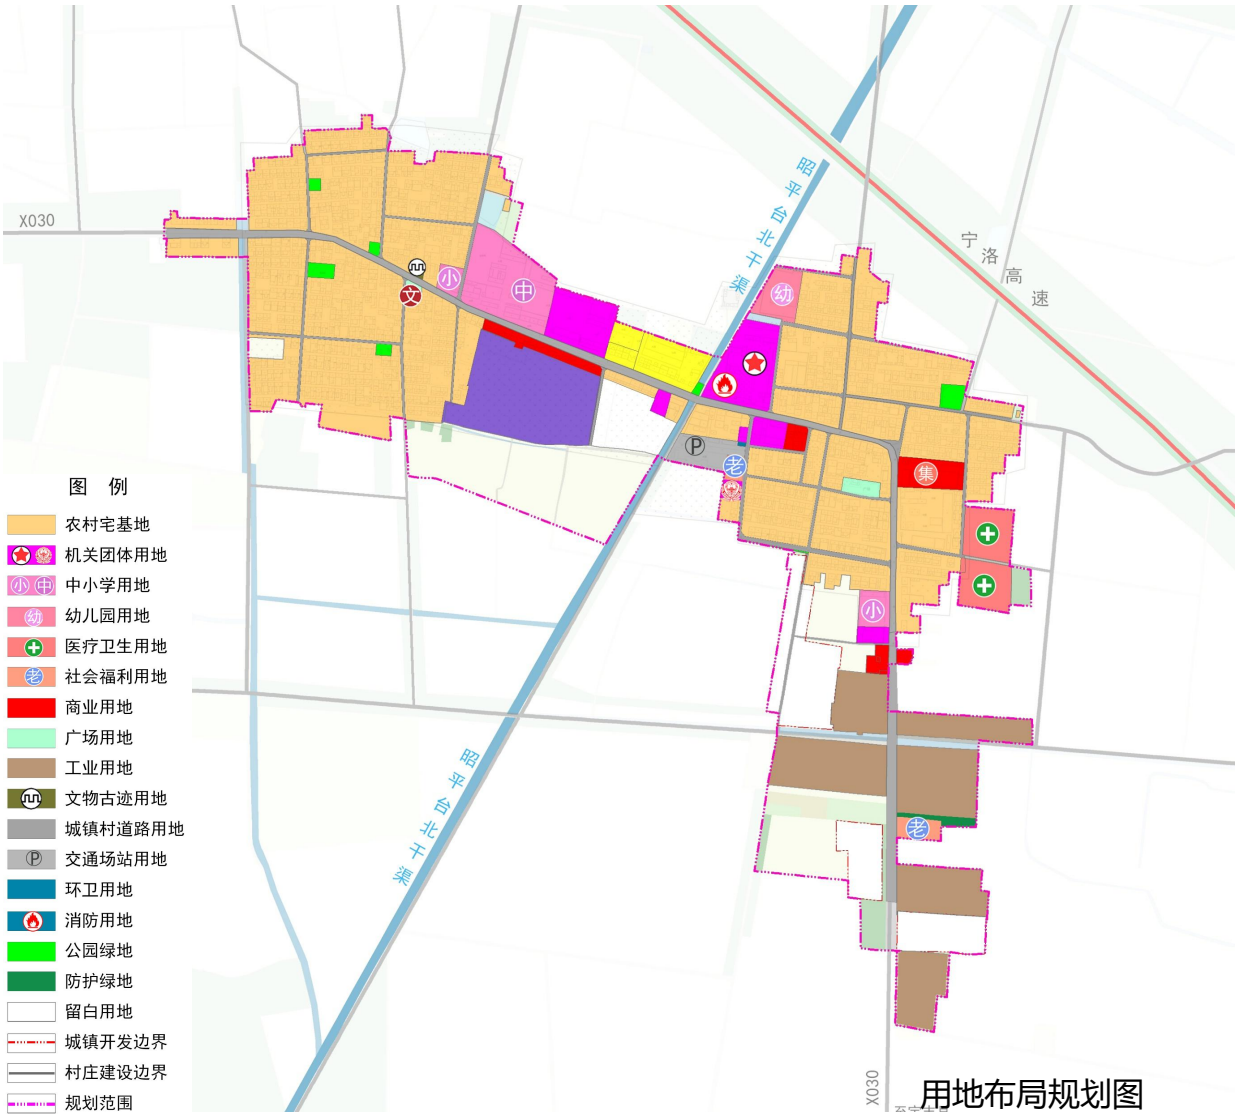 X030
昭平台北干渠
宁洛高速
幼
小
中
文
P
老
集
小
图 例
农村宅基地
机关团体用地
小 中
中小学用地
幼
幼儿园用地
医疗卫生用地
老
社会福利用地
商业用地
广场用地
工业用地
文物古迹用地
城镇村道路用地
P
交通场站用地
环卫用地
消防用地
公园绿地
防护绿地
留白用地
城镇开发边界
村庄建设边界
规划范围
昭平台北干渠
老
X030
用地布局规划图